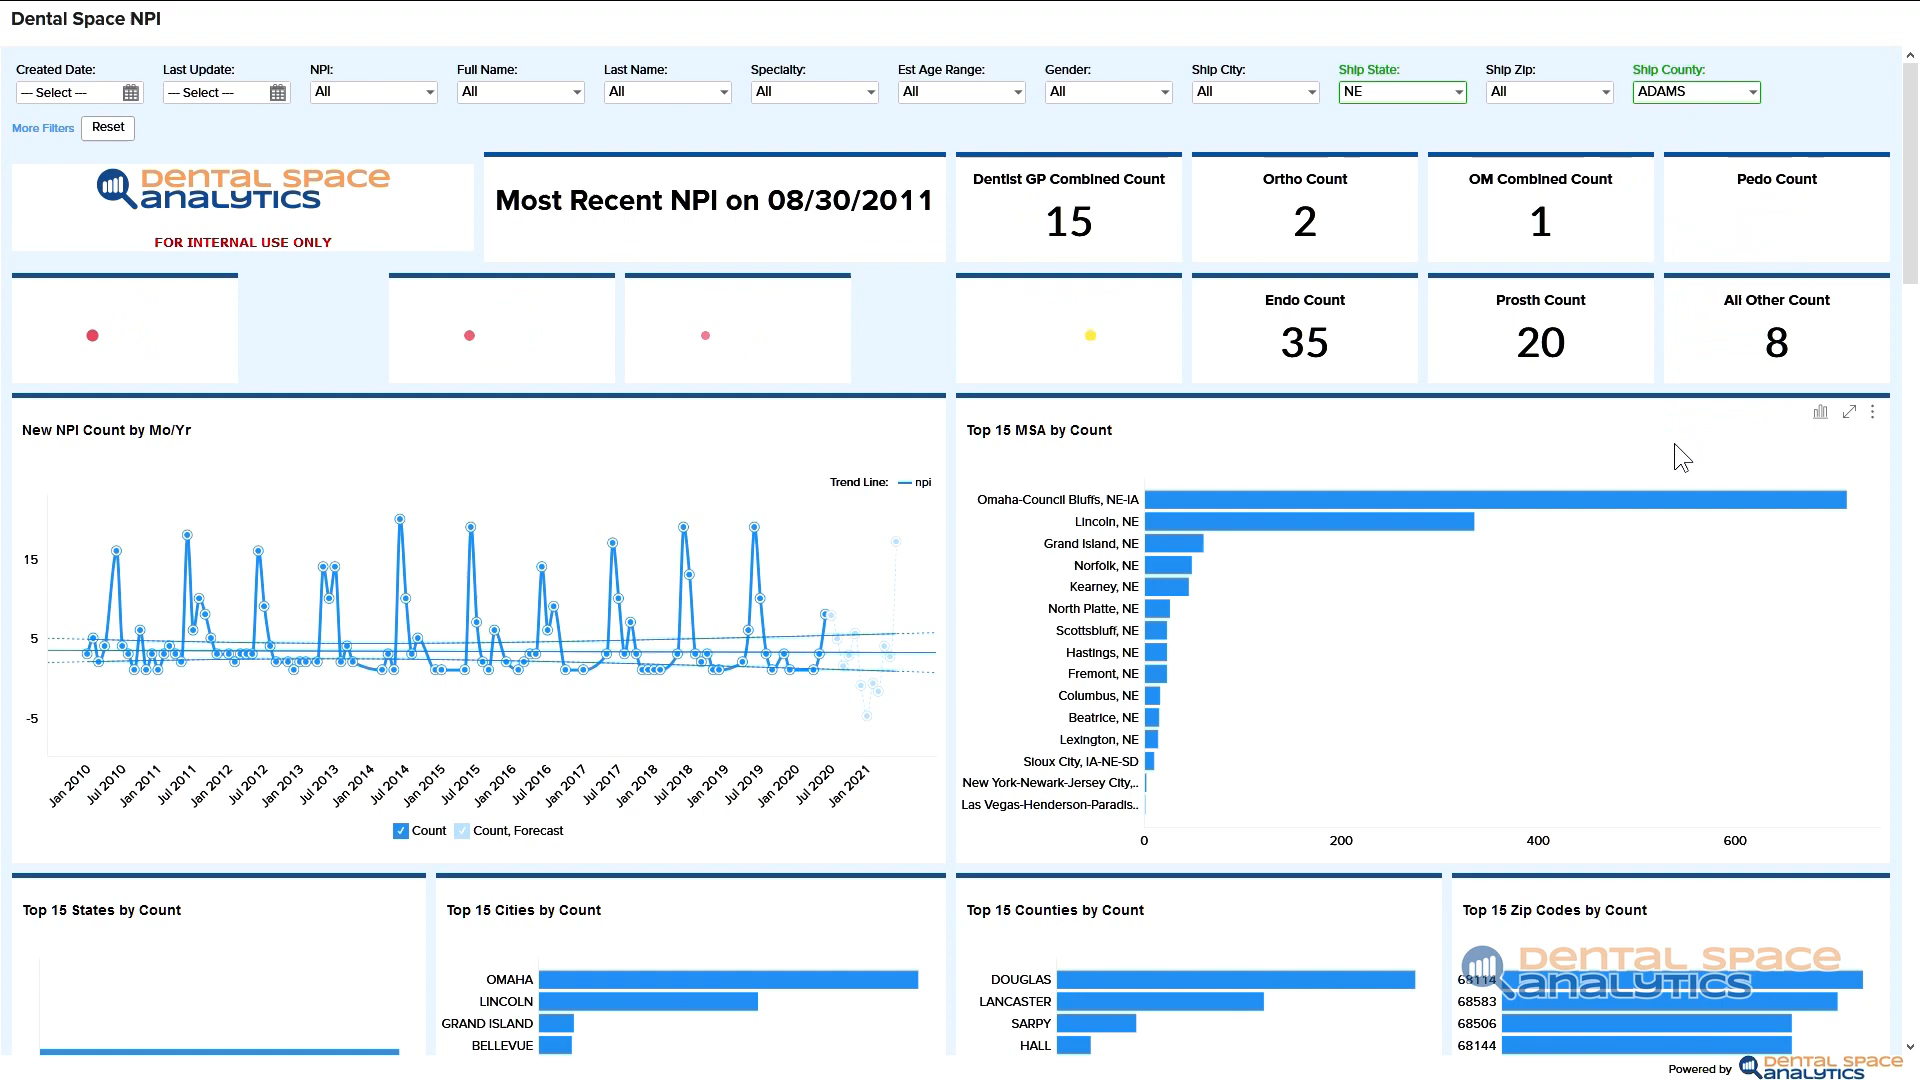 Dental Space NPI
Created Date: Last Update: NPI: Full Name: Last Name: Specialty: Est Age Range: Gender: Ship City: Ship State: Ship Zip: Ship County:
--- Select --- --- Select --- All All All All All All All NE All ADAMS
More Filters Reset
DENTAL SPACE
ANALYTICS
FOR INTERNAL USE ONLY
Most Recent NPI on 08/30/2011
Dentist GP Combined Count
15
Ortho Count
2
OM Combined Count
1
Pedo Count
Endo Count
35
Prosth Count
20
All Other Count
8
New NPI Count by Mo/Yr
Trend Line: npi
15
5
-5
Jan 2010 Jul 2010 Jan 2011 Jul 2011 Jan 2012 Jul 2012 Jan 2013 Jul 2013 Jan 2014 Jul 2014 Jan 2015 Jul 2015 Jan 2016 Jul 2016 Jan 2017 Jul 2017 Jan 2018 Jul 2018 Jan 2019 Jul 2019 Jan 2020 Jul 2020 Jan 2021
Count Count, Forecast
Top 15 MSA by Count
Omaha-Council Bluffs, NE-IA
Lincoln, NE
Grand Island, NE
Norfolk, NE
Kearney, NE
North Platte, NE
Scottsbluff, NE
Hastings, NE
Fremont, NE
Columbus, NE
Beatrice, NE
Lexington, NE
Sioux City, IA-NE-SD
New York-Newark-Jersey City,..
Las Vegas-Henderson-Paradis..
0 200 400 600
Top 15 States by Count
Top 15 Cities by Count
OMAHA
LINCOLN
GRAND ISLAND
BELLEVUE
Top 15 Counties by Count
DOUGLAS
LANCASTER
SARPY
HALL
Top 15 Zip Codes by Count
68114
68583
68506
68144
DENTAL SPACE
ANALYTICS
Powered by DENTAL SPACE
ANALYTICS